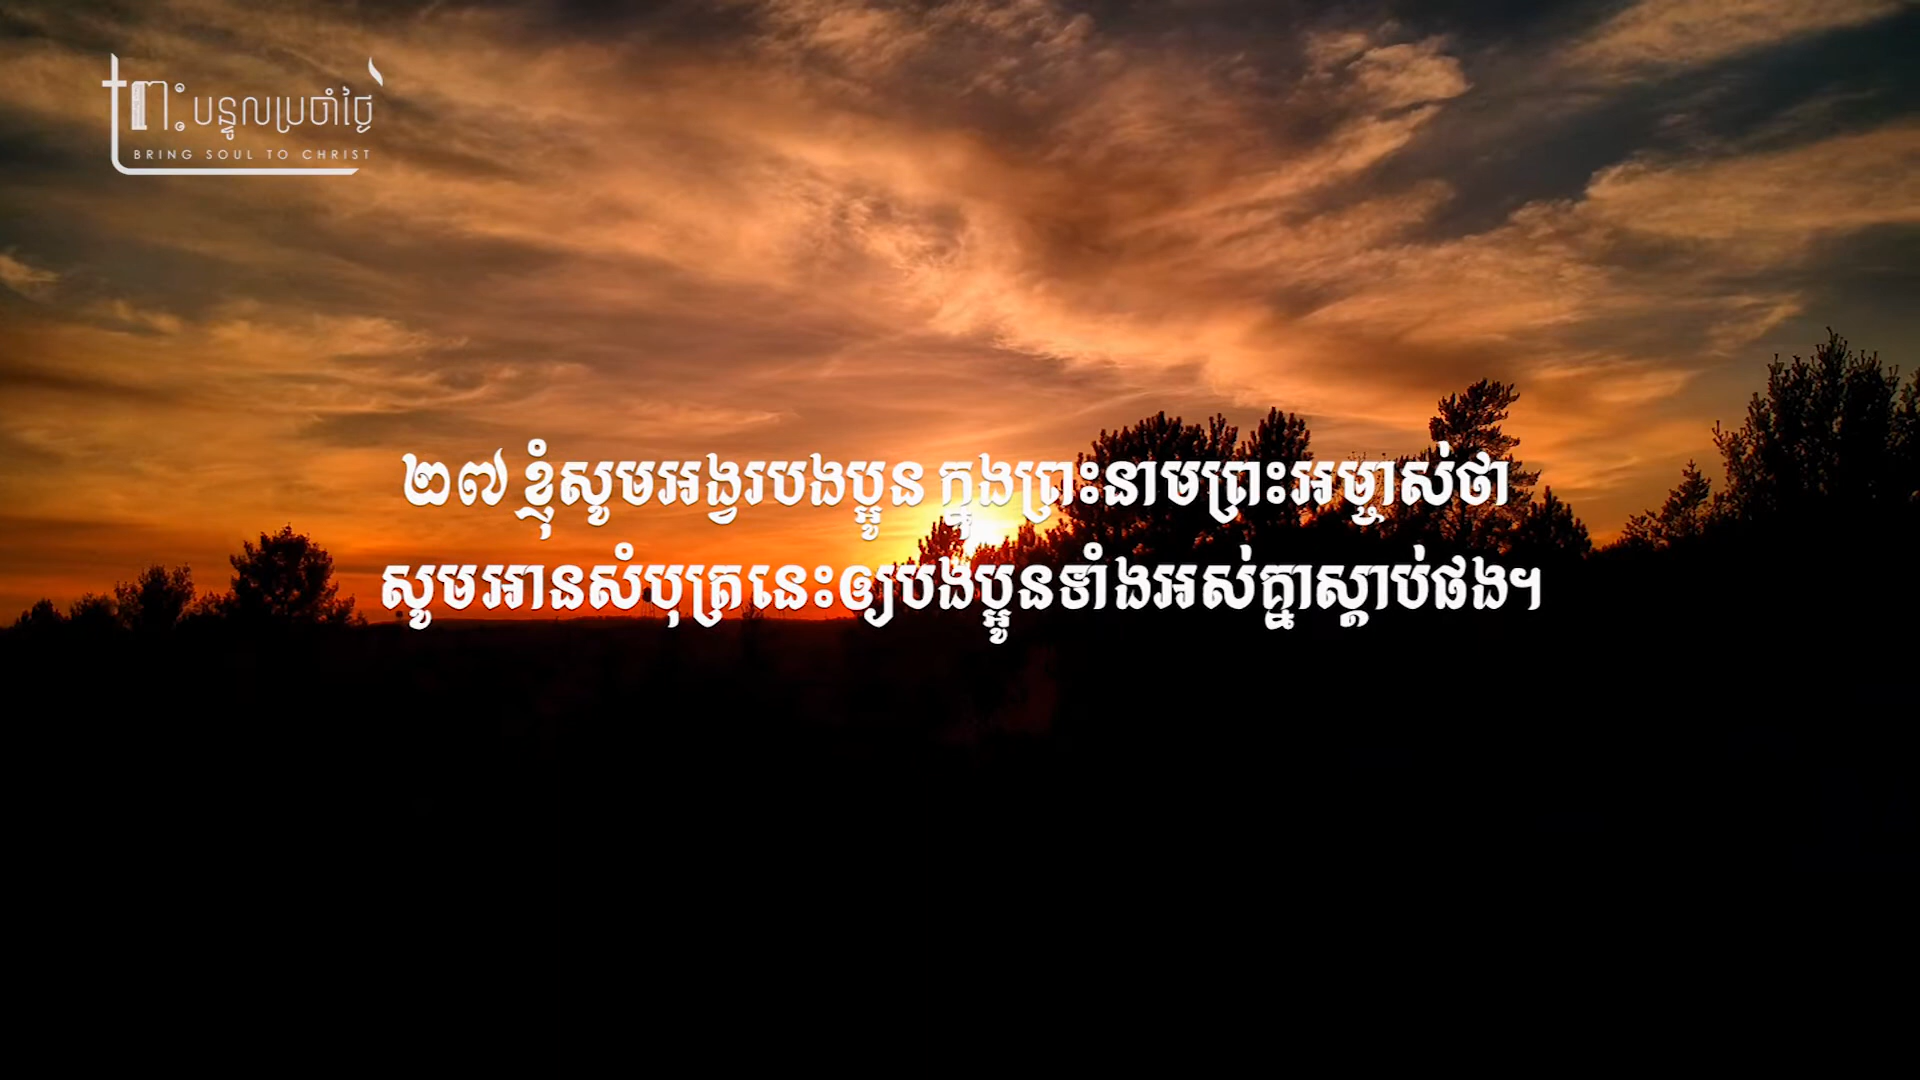 ព្រះបន្ទូលប្រចាំថ្ងៃ
BRING SOUL TO CHRIST
២៧ ខ្ញុំសូមអង្វរបងប្អូន ក្នុងព្រះនាមព្រះអម្ចាស់ថា
សូមអានសំបុត្រនេះឲ្យបងប្អូនទាំងអស់គ្នាស្ដាប់ផង។